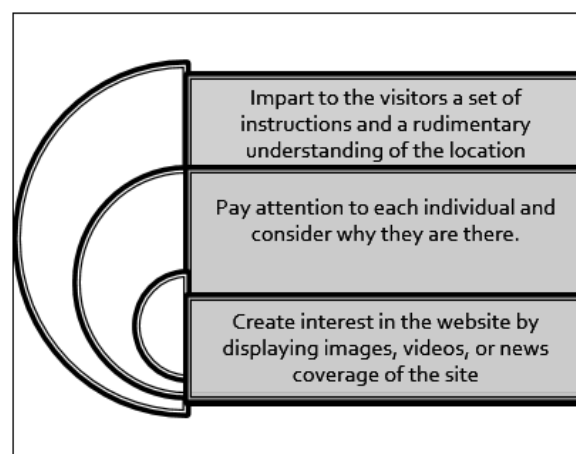 Impart to the visitors a set of
instructions and a rudimentary
understanding of the location
Pay attention to each individual and
consider why they are there.
Create interest in the website by
displaying images, videos, or news
coverage of the site